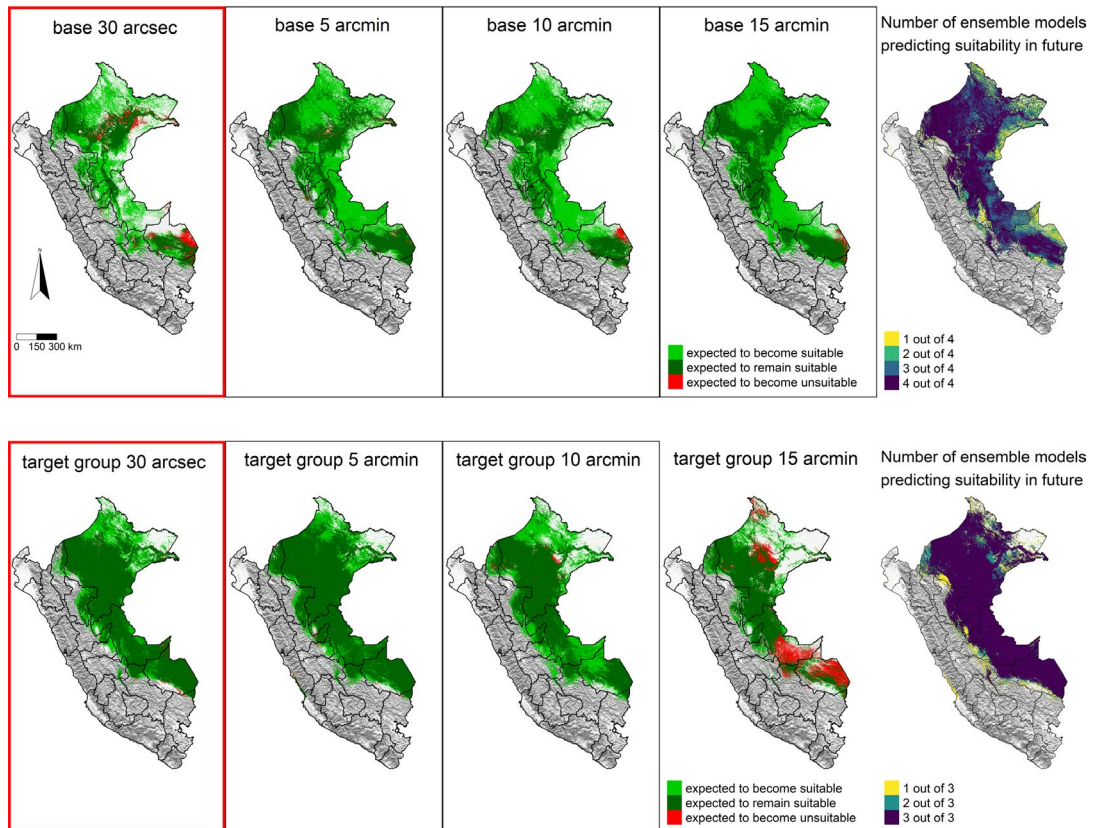 base 30 arcsec
base 5 arcmin
base 10 arcmin
base 15 arcmin
Number of ensemble models
predicting suitability in future
N
0 150 300 km
expected to become suitable
expected to remain suitable
expected to become unsuitable
1 out of 4
2 out of 4
3 out of 4
4 out of 4
target group 30 arcsec
target group 5 arcmin
target group 10 arcmin
target group 15 arcmin
Number of ensemble models
predicting suitability in future
expected to become suitable
expected to remain suitable
expected to become unsuitable
1 out of 3
2 out of 3
3 out of 3